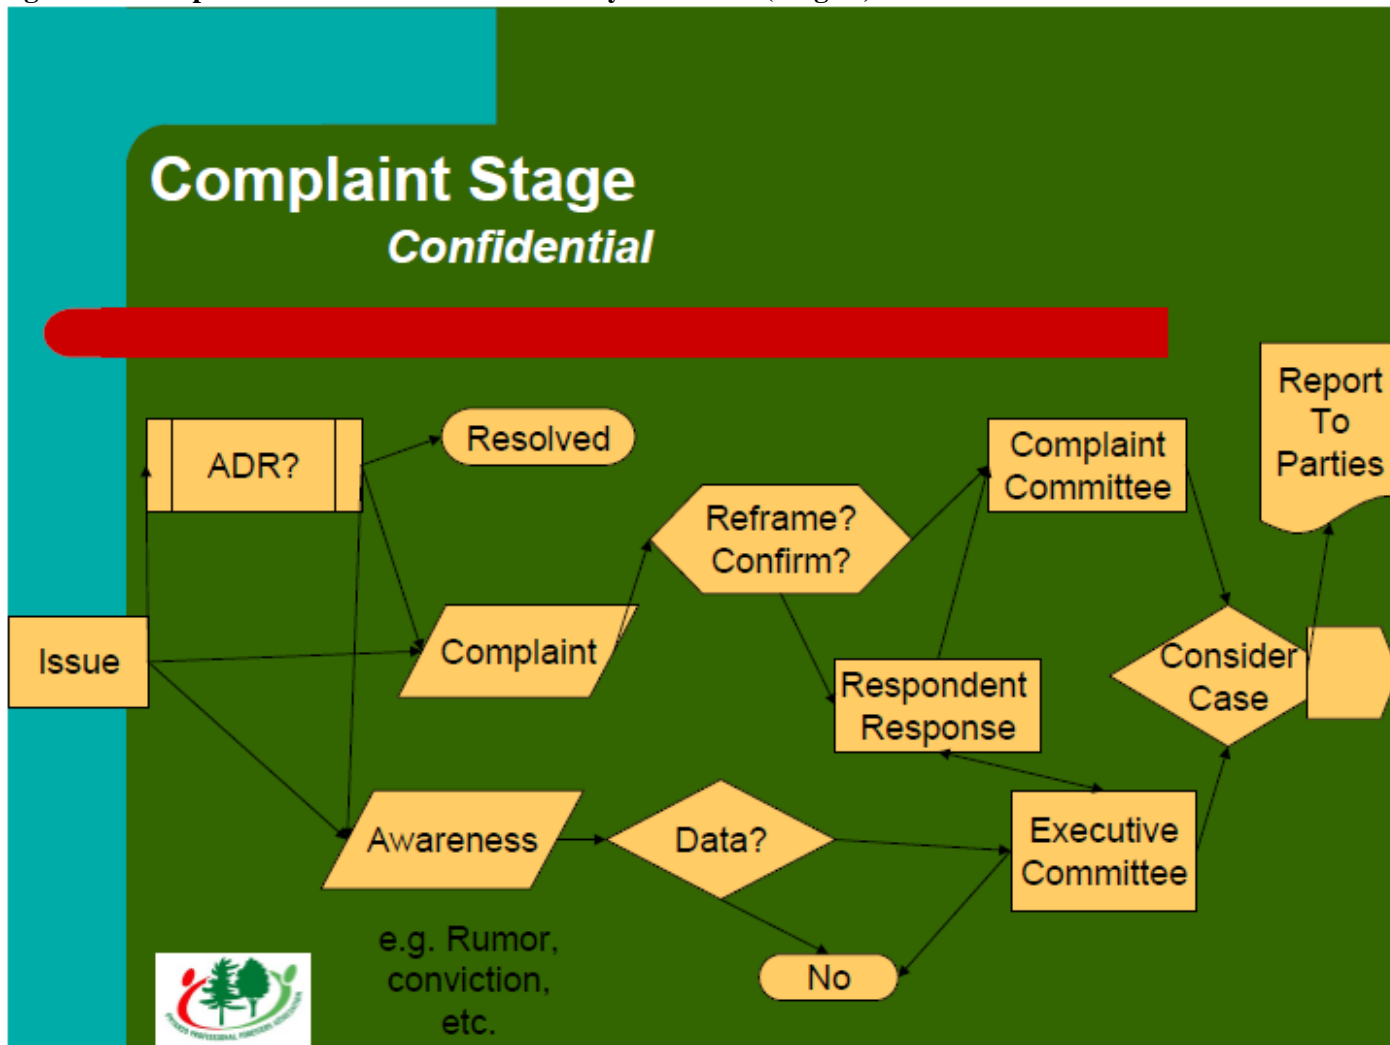 Complaint Stage
Confidential
Report
To
Parties
ADR?
Resolved
Complaint
Committee
Reframe?
Confirm?
Issue
Complaint
Respondent
Response
Consider
Case
Awareness
Data?
Executive
Committee
e.g. Rumor,
conviction,
etc.
No